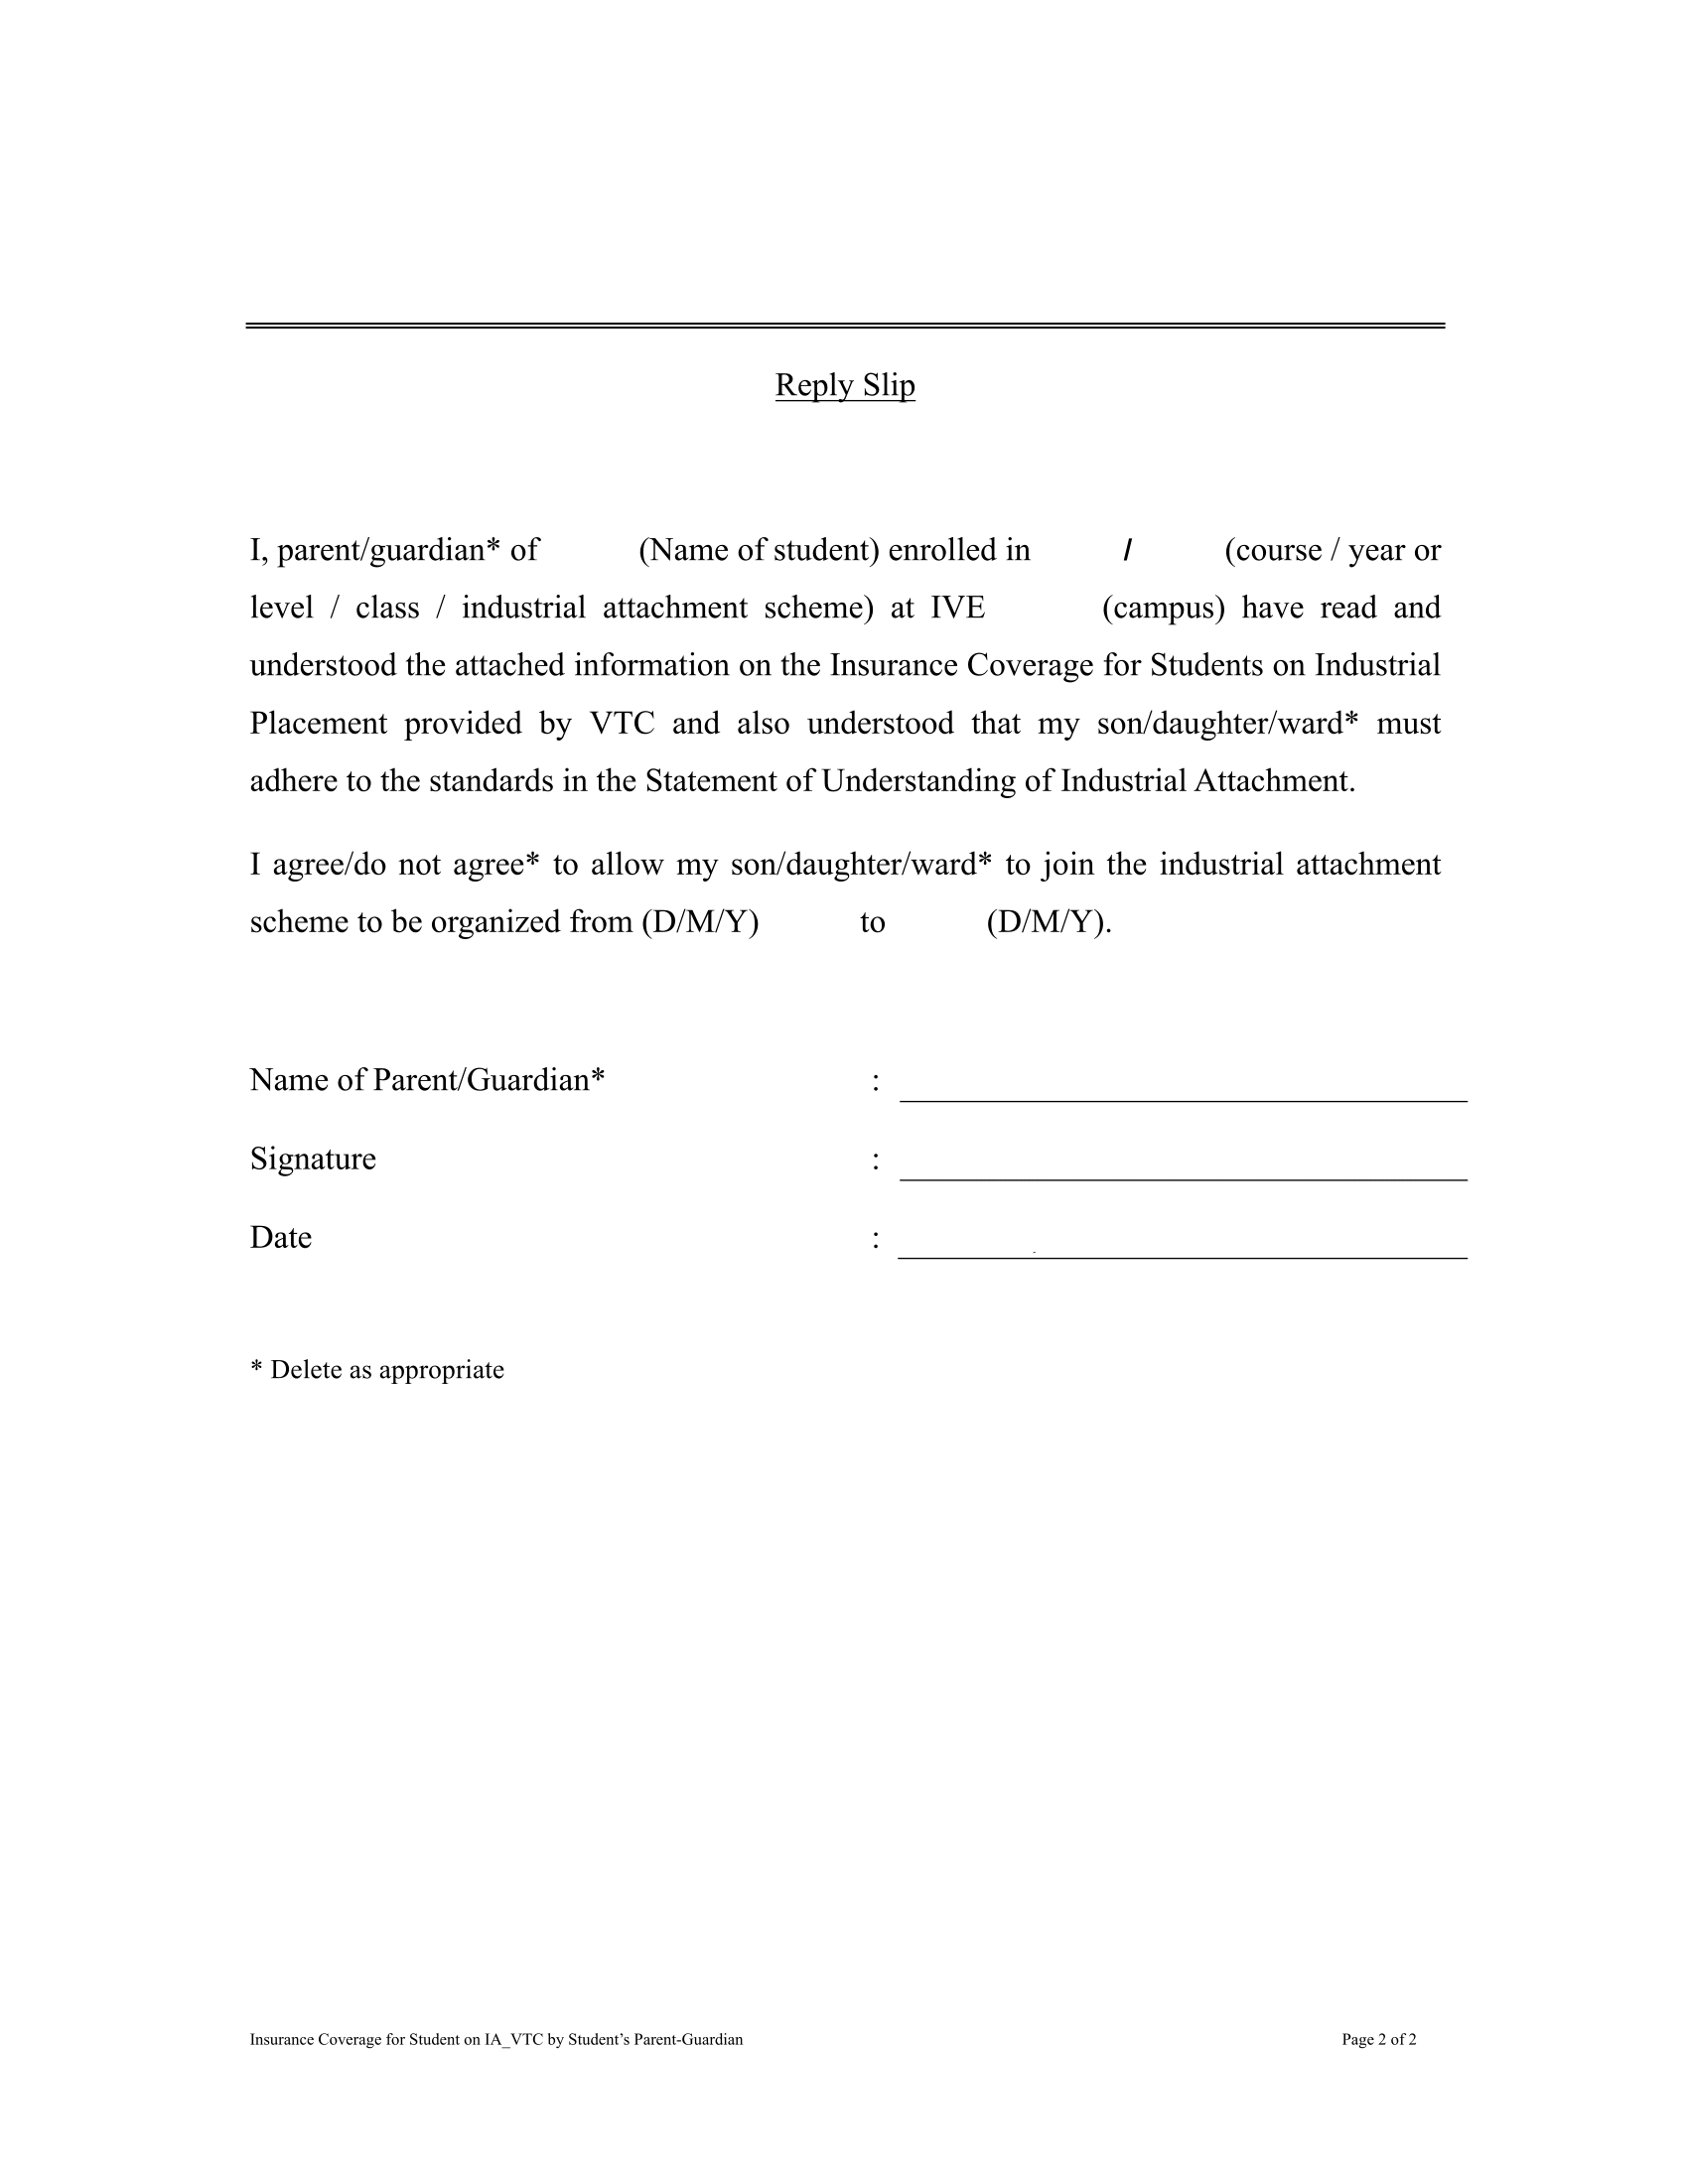 Reply Slip
I, parent/guardian* of (Name of student) enrolled in / (course / year or
level / class / industrial attachment scheme) at IVE (campus) have read and
understood the attached information on the Insurance Coverage for Students on Industrial
Placement provided by VTC and also understood that my son/daughter/ward* must
adhere to the standards in the Statement of Understanding of Industrial Attachment.
I agree/do not agree* to allow my son/daughter/ward* to join the industrial attachment
scheme to be organized from (D/M/Y) to (D/M/Y).
Name of Parent/Guardian* :
Signature :
Date :
* Delete as appropriate
Insurance Coverage for Student on IA_VTC by Student’s Parent-Guardian Page 2 of 2